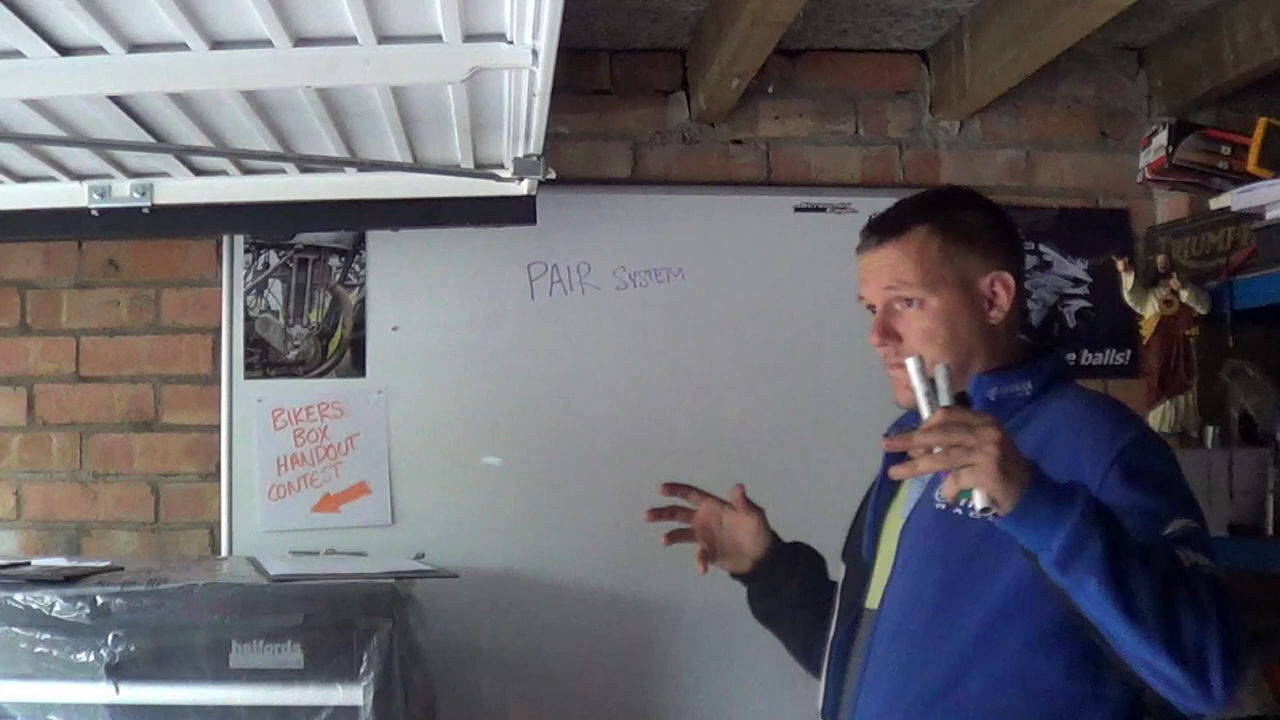 PAIR SYSTEM
BIKERS
BOX
HANDOUT
CONTEST
e balls!
halfords